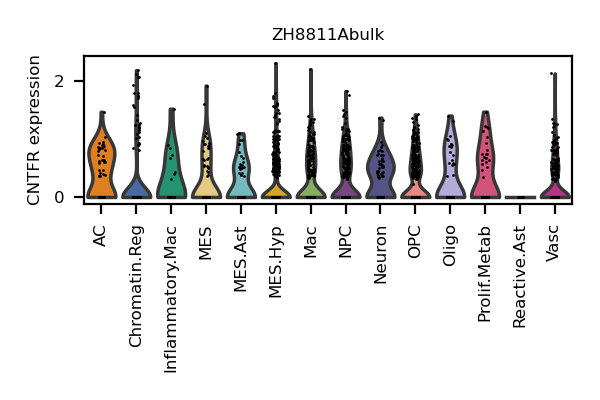 ZH8811Abulk
CNTFR expression
2
0
AC
Chromatin.Reg
Inflammatory.Mac
MES
MES.Ast
MES.Hyp
Mac
NPC
Neuron
OPC
Oligo
Prolif.Metab
Reactive.Ast
Vasc